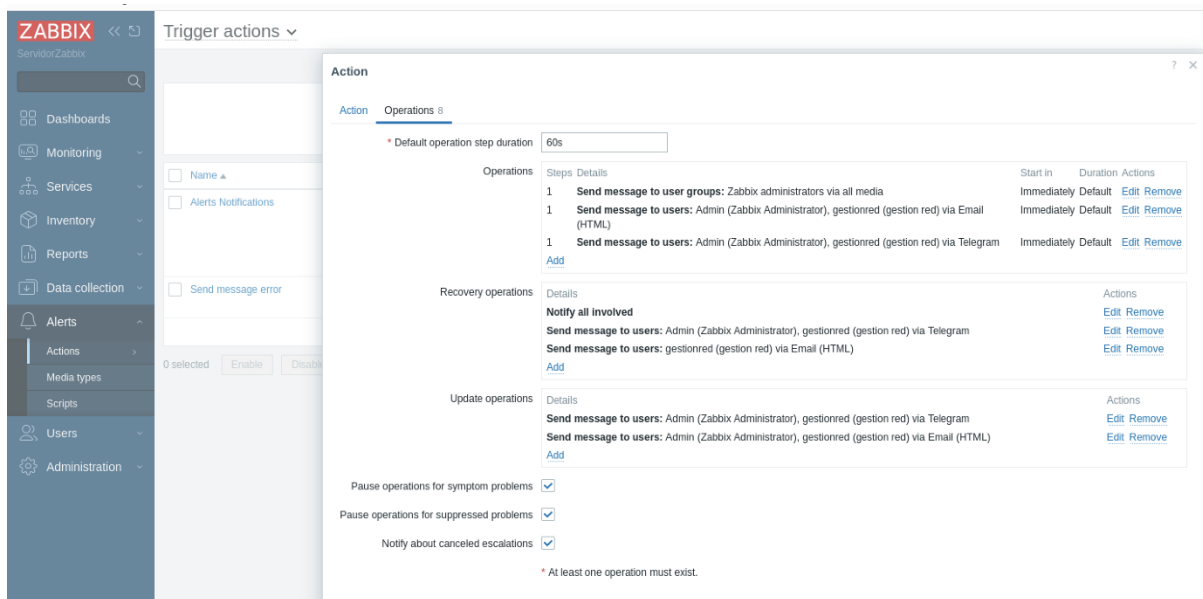 ZABBIX
Trigger actions
ServidorZabbix
Dashboards
Monitoring
Services
Inventory
Reports
Data collection
Alerts
Actions
Media types
Scripts
Users
Administration
Name
Alerts Notifications
Send message error
0 selected Enable
Action ?
Action Operations 8
* Default operation step duration 60s
Operations Steps Details Start in Duration Actions
1 Send message to user groups: Zabbix administrators via all media Immediately Default Edit Remove
1 Send message to users: Admin (Zabbix Administrator), gestionred (gestion red) via Email Immediately Default Edit Remove
(HTML)
1 Send message to users: Admin (Zabbix Administrator), gestionred (gestion red) via Telegram Immediately Default Edit Remove
Add
Recovery operations Details Actions
Notify all involved Edit Remove
Send message to users: Admin (Zabbix Administrator), gestionred (gestion red) via Telegram Edit Remove
Send message to users: gestionred (gestion red) via Email (HTML) Edit Remove
Add
Update operations Details Actions
Send message to users: Admin (Zabbix Administrator), gestionred (gestion red) via Telegram Edit Remove
Send message to users: Admin (Zabbix Administrator), gestionred (gestion red) via Email (HTML) Edit Remove
Add
Pause operations for symptom problems
Pause operations for suppressed problems
Notify about canceled escalations
* At least one operation must exist.